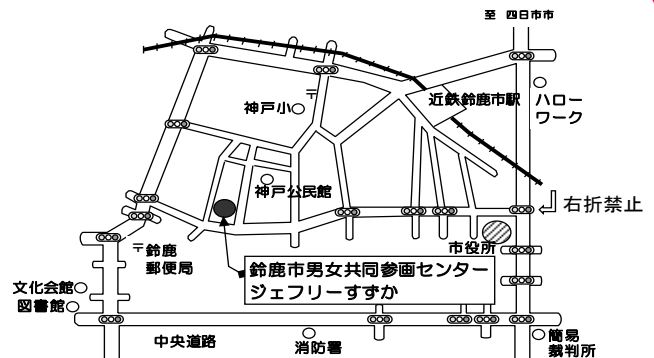 至 四日市市
近鉄鈴鹿市駅
ハロー
ワーク
神戸小
〒
神戸公民館
右折禁止
市役所
〒鈴鹿
郵便局
鈴鹿市男女共同参画センター
ジェフリーすずか
文化会館
図書館
中央道路
消防署
簡易
裁判所